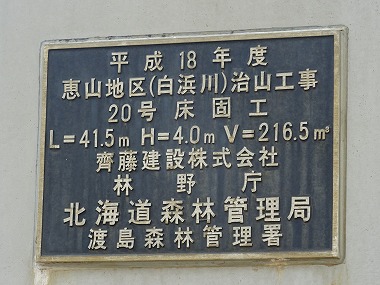 平成18年度
恵山地区(白浜川)治山工事
20号床固工
L=41.5m H=4.0m V=216.5m³
齊藤建設株式会社
林野庁
北海道森林管理局
渡島森林管理署